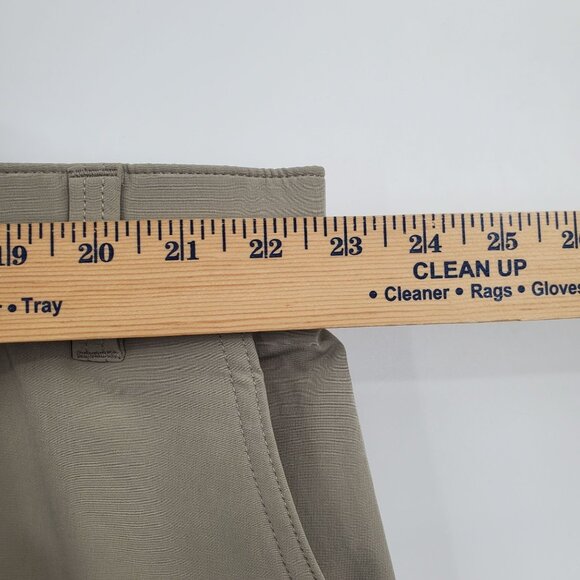 19 20 21 22 23 24 25
CLEAN UP
• Tray • Cleaner • Rags • Gloves